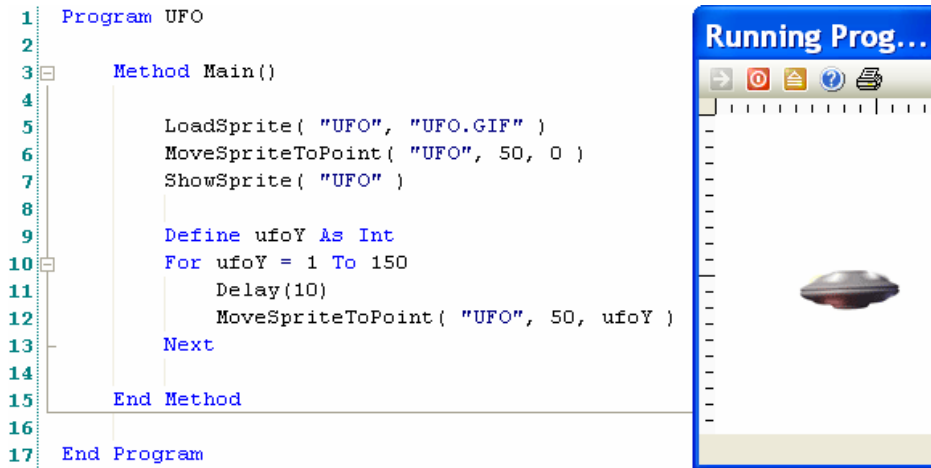 1 Program UFO
2
3 Method Main()
4
5 LoadSprite( "UFO", "UFO.GIF" )
6 MoveSpriteToPoint( "UFO", 50, 0 )
7 ShowSprite( "UFO" )
8
9 Define ufoY As Int
10 For ufoY = 1 To 150
11 Delay(10)
12 MoveSpriteToPoint( "UFO", 50, ufoY )
13 Next
14
15 End Method
16
17 End Program
Running Prog...